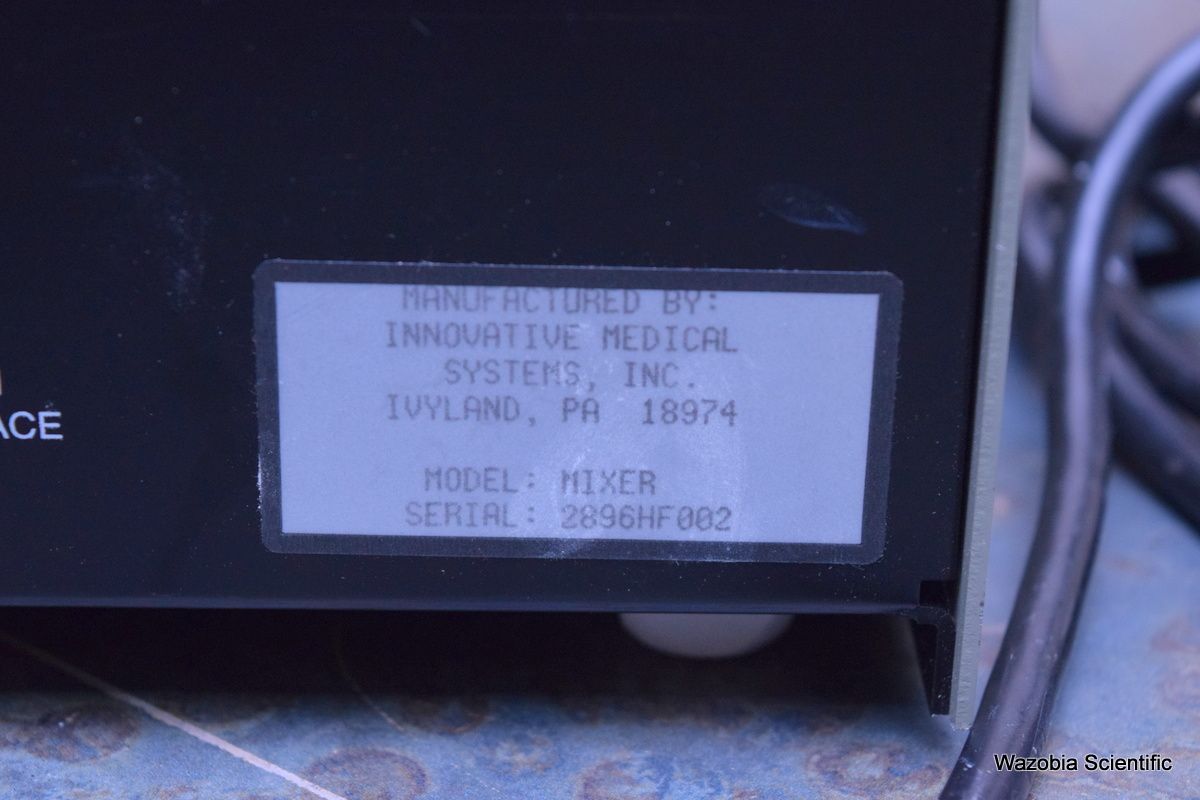 ACE
MANUFACTURED BY:
INNOVATIVE MEDICAL
SYSTEMS, INC.
IVYLAND, PA 18974
MODEL: MIXER
SERIAL: 2896HF002
Wazobia Scientific